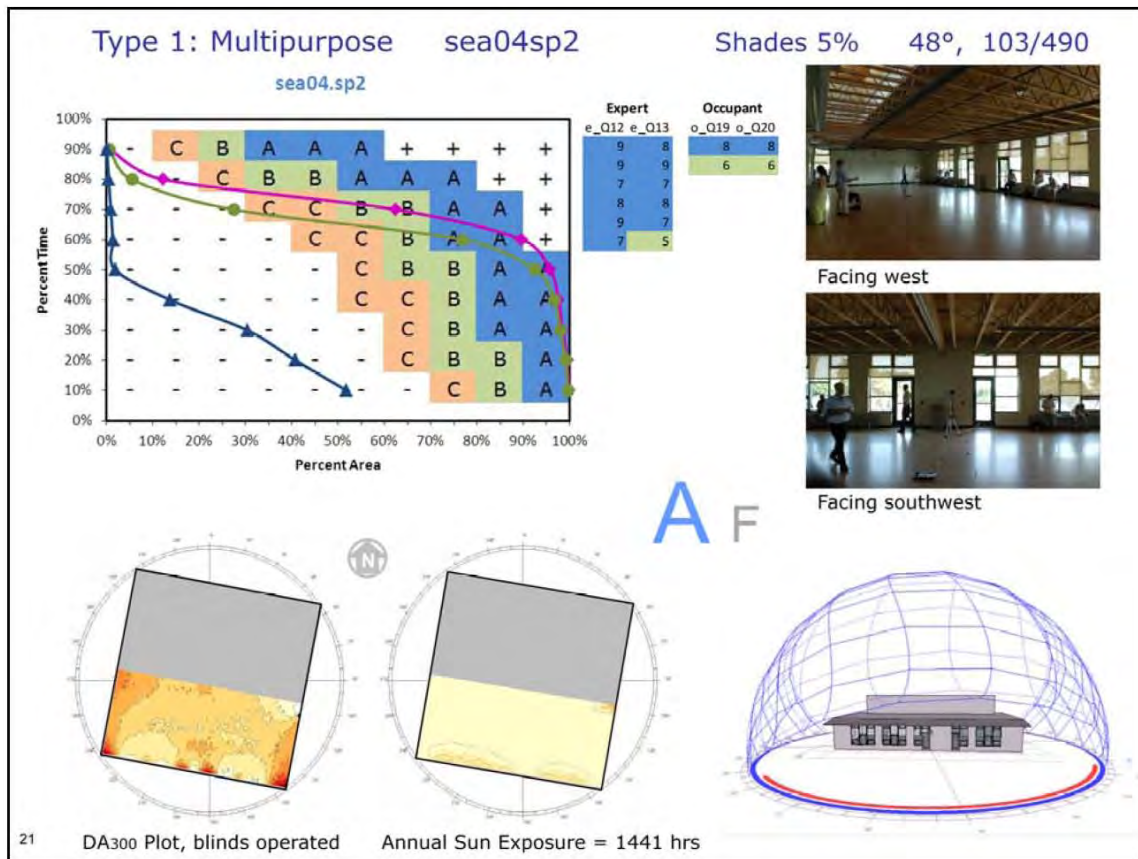 Type 1: Multipurpose sea04sp2 Shades 5% 48°, 103/490
sea04.sp2
Percent Time
100%
90% - C B A A A + + + +
80% - - C B B A A A + +
70% - - - C C B B A A +
60% - - - - C C B A A +
50% - - - - - C B B A A
40% - - - - - C C B A A
30% - - - - - - C B A A
20% - - - - - - C B B A
10% - - - - - - - C B A
0%
0% 10% 20% 30% 40% 50% 60% 70% 80% 90% 100%
Percent Area
Expert Occupant
e_Q12 e_Q13 o_Q19 o_Q20
9 8 8 8
9 9 6 6
7 7
8 8
9 7
7 5
Facing west
Facing southwest
A F
N
DA300 Plot, blinds operated
Annual Sun Exposure = 1441 hrs
21